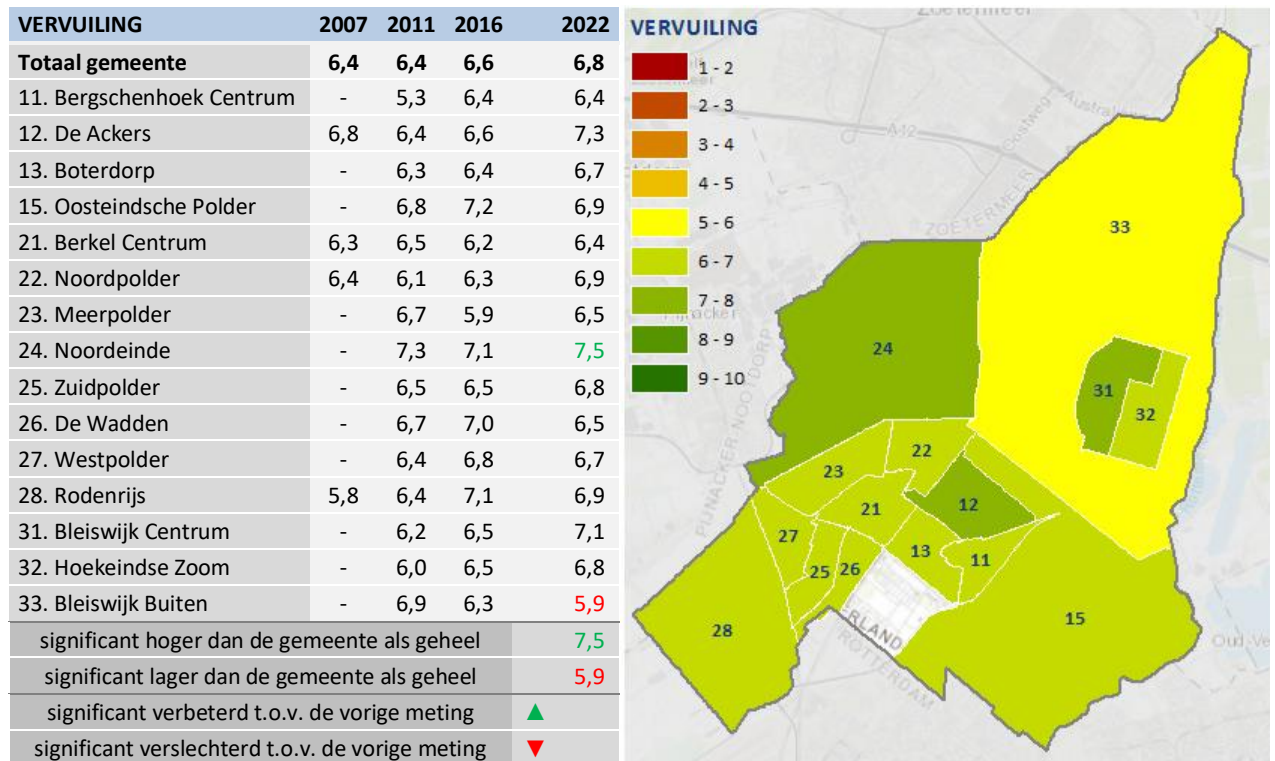 VERVUILING 2007 2011 2016 2022
Totaal gemeente 6,4 6,4 6,6 6,8
11. Bergschenhoek Centrum - 5,3 6,4 6,4
12. De Ackers 6,8 6,4 6,6 7,3
13. Boterdorp - 6,3 6,4 6,7
15. Oosteindsche Polder - 6,8 7,2 6,9
21. Berkel Centrum 6,3 6,5 6,2 6,4
22. Noordpolder 6,4 6,1 6,3 6,9
23. Meerpolder - 6,7 5,9 6,5
24. Noordeinde - 7,3 7,1 7,5
25. Zuidpolder - 6,5 6,5 6,8
26. De Wadden - 6,7 7,0 6,5
27. Westpolder - 6,4 6,8 6,7
28. Rodenrijs 5,8 6,4 7,1 6,9
31. Bleiswijk Centrum - 6,2 6,5 7,1
32. Hoekeindse Zoom - 6,0 6,5 6,8
33. Bleiswijk Buiten - 6,9 6,3 5,9
significant hoger dan de gemeente als geheel 7,5
significant lager dan de gemeente als geheel 5,9
significant verbeterd t.o.v. de vorige meting ▲
significant verslechterd t.o.v. de vorige meting ▼
VERVUILING
1 - 2
2 - 3
3 - 4
4 - 5
5 - 6
6 - 7
7 - 8
8 - 9
9 - 10
Zoetermeer
A12
Oostweg
ZOETERMEER
PIJNACKER-NOOTDORP
33
24
31
32
22
23
12
21
27
13
11
25
26
15
28
RLAND
ROTTERDAM